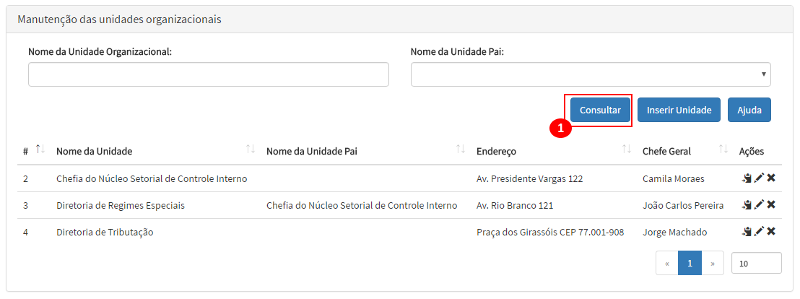 Manutenção das unidades organizacionais
Nome da Unidade Organizacional: Nome da Unidade Pai:
Consultar Inserir Unidade Ajuda
1
# Nome da Unidade Nome da Unidade Pai Endereço Chefe Geral Ações
2 Chefia do Núcleo Setorial de Controle Interno Av. Presidente Vargas 122 Camila Moraes
3 Diretoria de Regimes Especiais Chefia do Núcleo Setorial de Controle Interno Av. Rio Branco 121 João Carlos Pereira
4 Diretoria de Tributação Praça dos Girassóis CEP 77.001-908 Jorge Machado
« 1 » 10